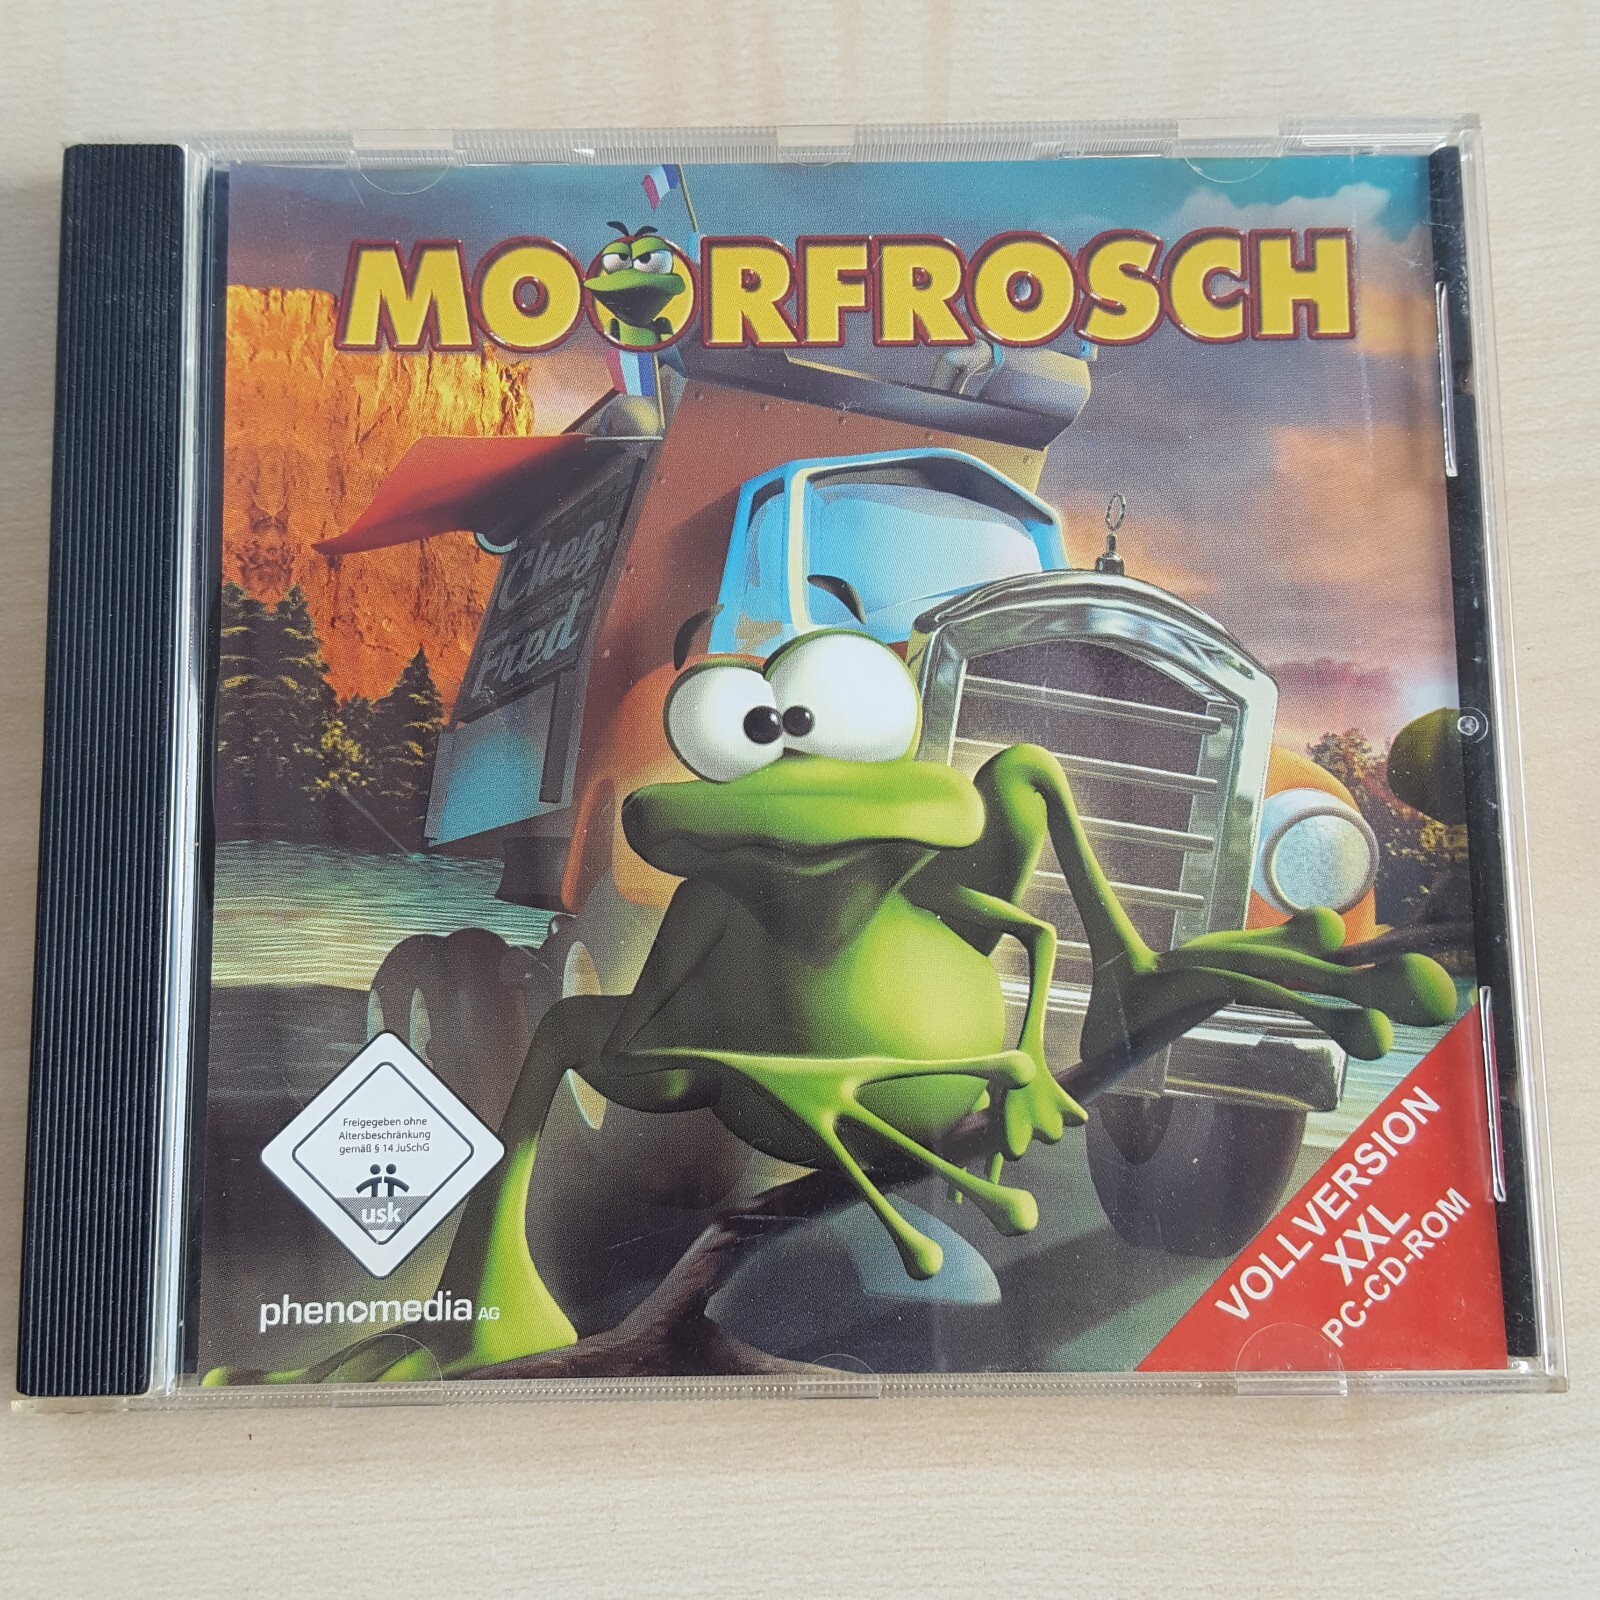 MOORFROSCH
Chez
Fred
Freigegeben ohne
Altersbeschränkung
gemäß § 14 JuSchG
usk
phenomedia AG
VOLLVERSION
XXL
PC-CD-ROM